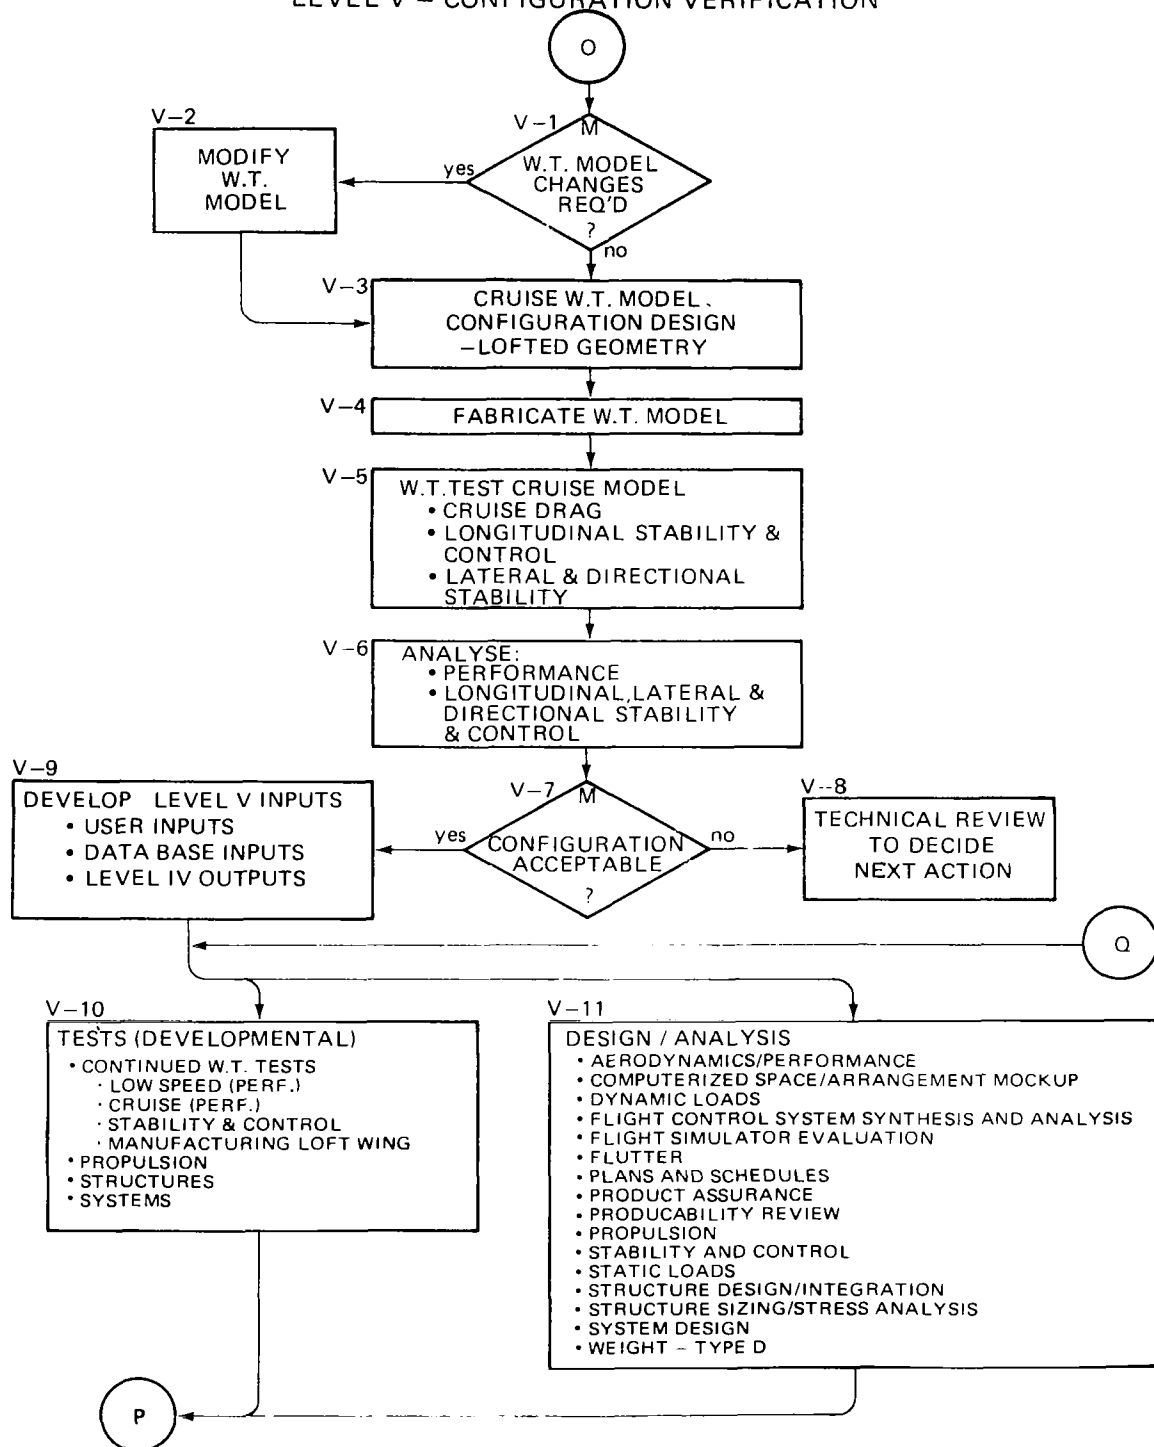 LEVEL V – CONFIGURATION VERIFICATION
O
V–1
M
W.T. MODEL
CHANGES
REQ'D
?
yes
no
V–2
MODIFY
W.T.
MODEL
V–3
CRUISE W.T. MODEL
CONFIGURATION DESIGN
–LOFTED GEOMETRY
V–4
FABRICATE W.T. MODEL
V–5
W.T.TEST CRUISE MODEL
• CRUISE DRAG
• LONGITUDINAL STABILITY &
CONTROL
• LATERAL & DIRECTIONAL
STABILITY
V–6
ANALYSE:
• PERFORMANCE
• LONGITUDINAL, LATERAL &
DIRECTIONAL STABILITY
& CONTROL
V–7
M
CONFIGURATION
ACCEPTABLE
?
yes
no
V--8
TECHNICAL REVIEW
TO DECIDE
NEXT ACTION
V–9
DEVELOP LEVEL V INPUTS
• USER INPUTS
• DATA BASE INPUTS
• LEVEL IV OUTPUTS
Q
V–10
TESTS (DEVELOPMENTAL)
• CONTINUED W.T. TESTS
· LOW SPEED (PERF.)
· CRUISE (PERF.)
· STABILITY & CONTROL
· MANUFACTURING LOFT WING
• PROPULSION
• STRUCTURES
• SYSTEMS
V–11
DESIGN / ANALYSIS
• AERODYNAMICS/PERFORMANCE
• COMPUTERIZED SPACE/ARRANGEMENT MOCKUP
• DYNAMIC LOADS
• FLIGHT CONTROL SYSTEM SYNTHESIS AND ANALYSIS
• FLIGHT SIMULATOR EVALUATION
• FLUTTER
• PLANS AND SCHEDULES
• PRODUCT ASSURANCE
• PRODUCABILITY REVIEW
• PROPULSION
• STABILITY AND CONTROL
• STATIC LOADS
• STRUCTURE DESIGN/INTEGRATION
• STRUCTURE SIZING/STRESS ANALYSIS
• SYSTEM DESIGN
• WEIGHT – TYPE D
P